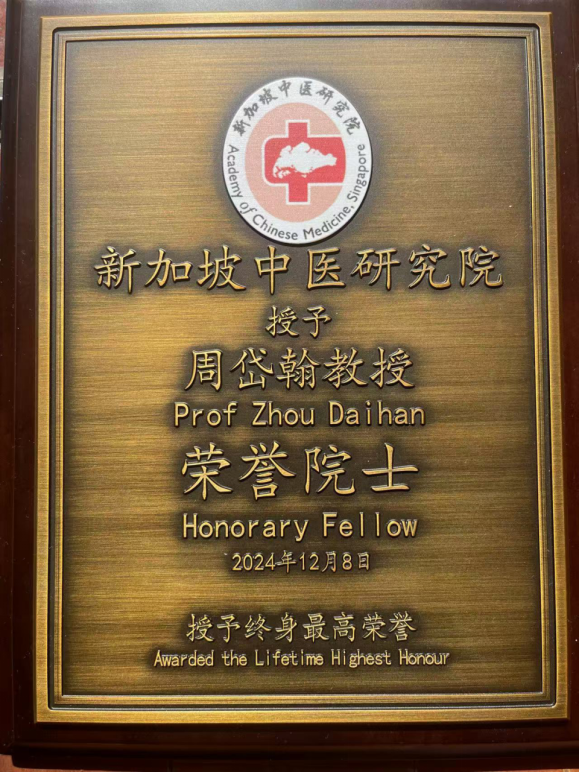 新加坡中医研究院
Academy of Chinese Medicine, Singapore
新加坡中医研究院
授予
周岱翰教授
Prof Zhou Daihan
荣誉院士
Honorary Fellow
2024年12月8日
授予终身最高荣誉
Awarded the Lifetime Highest Honour